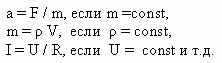 a = F / m, если m =const,
m = ρ V,  если  ρ = const,
I = U / R, если  U =  const и т.д.